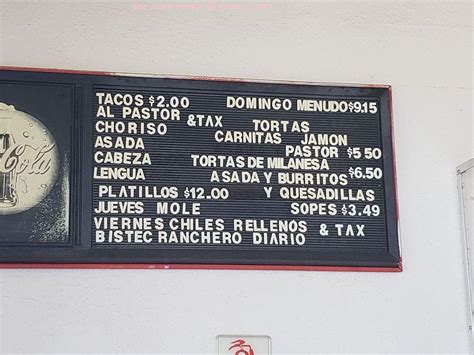 TACOS $2.00 DOMINGO MENUDO $9.15
AL PASTOR & TAX TORTAS
CHORISO CARNITAS JAMON
ASADA PASTOR $5.50
CABEZA TORTAS DE MILANESA
LENGUA ASADA Y BURRITOS $6.50
PLATILLOS $12.00 Y QUESADILLAS
JUEVES MOLE SOPES $3.49
VIERNES CHILES RELLENOS & TAX
BISTEC RANCHERO DIARIO
Cola